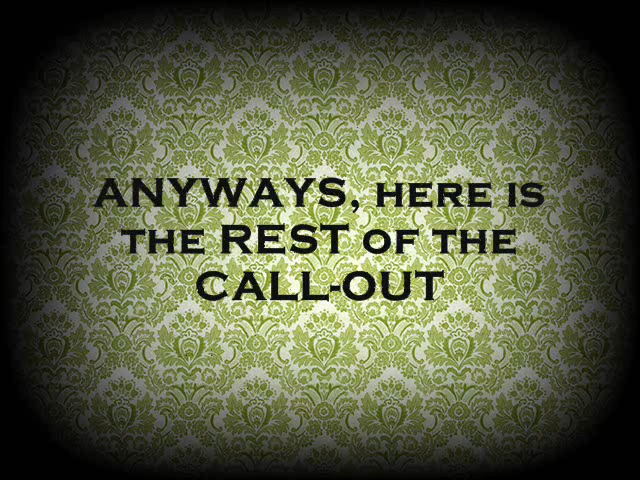 ANYWAYS, HERE IS
THE REST OF THE
CALL-OUT